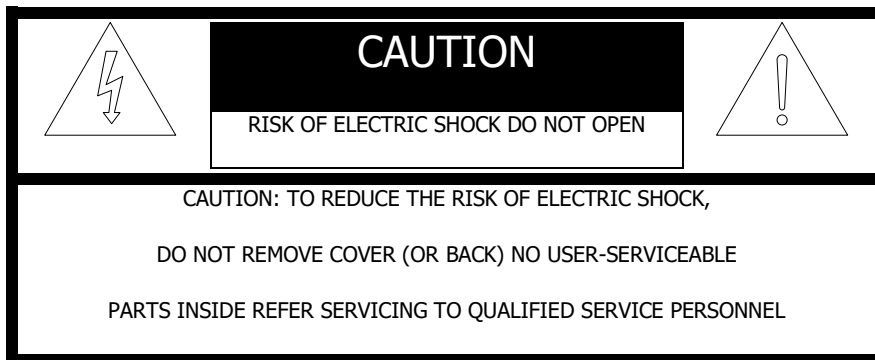 CAUTION
RISK OF ELECTRIC SHOCK DO NOT OPEN
CAUTION: TO REDUCE THE RISK OF ELECTRIC SHOCK,
DO NOT REMOVE COVER (OR BACK) NO USER-SERVICEABLE
PARTS INSIDE REFER SERVICING TO QUALIFIED SERVICE PERSONNEL